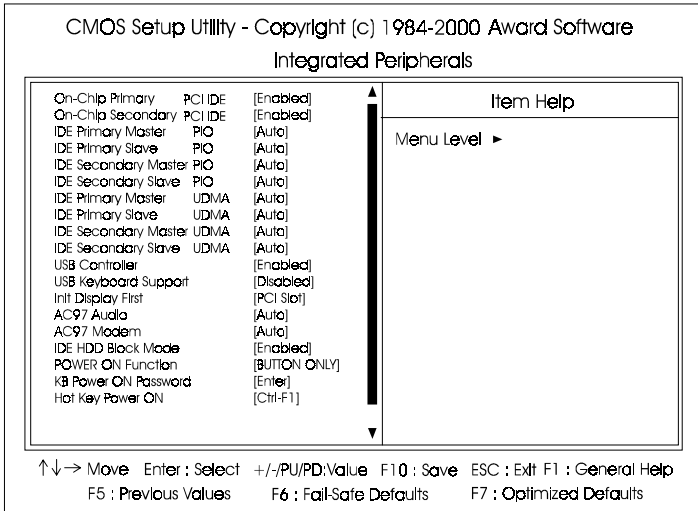 CMOS Setup Utility - Copyright (c) 1984-2000 Award Software
Integrated Peripherals
On-Chip Primary PCI IDE [Enabled]
On-Chip Secondary PCI IDE [Enabled]
IDE Primary Master PIO [Auto]
IDE Primary Slave PIO [Auto]
IDE Secondary Master PIO [Auto]
IDE Secondary Slave PIO [Auto]
IDE Primary Master UDMA [Auto]
IDE Primary Slave UDMA [Auto]
IDE Secondary Master UDMA [Auto]
IDE Secondary Slave UDMA [Auto]
USB Controller [Enabled]
USB Keyboard Support [Disabled]
Init Display First [PCI Slot]
AC97 Audio [Auto]
AC97 Modem [Auto]
IDE HDD Block Mode [Enabled]
POWER ON Function [BUTTON ONLY]
KB Power ON Password [Enter]
Hot Key Power ON [Ctrl-F1]
Item Help
Menu Level ►
↑↓→ Move Enter : Select +/-/PU/PD:Value F10 : Save ESC : Exit F1 : General Help
F5 : Previous Values F6 : Fail-Safe Defaults F7 : Optimized Defaults